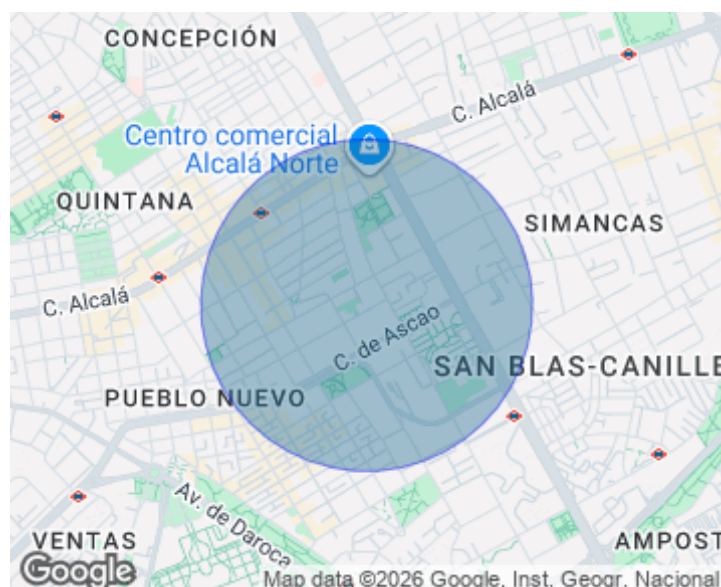 CONCEPCIÓN
C. Alcalá
Centro comercial
Alcalá Norte
QUINTANA
SIMANCAS
C. Alcalá
C. de Ascao
SAN BLAS-CANILLE
PUEBLO NUEVO
Av. de Daroca
VENTAS
AMPOST
Google
Map data ©2026 Google, Inst. Geogr. Nacional